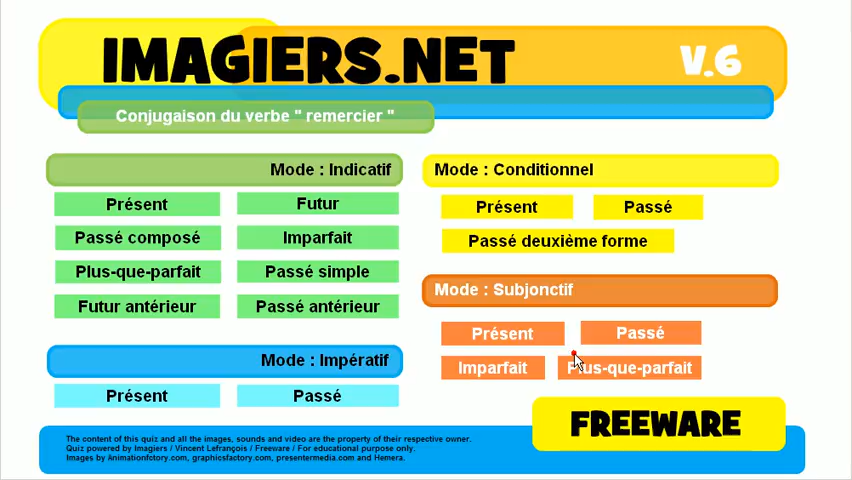 IMAGIERS.NET
V.6
Conjugaison du verbe " remercier "
Mode : Indicatif
Présent
Futur
Passé composé
Imparfait
Plus-que-parfait
Passé simple
Futur antérieur
Passé antérieur
Mode : Impératif
Présent
Passé
Mode : Conditionnel
Présent
Passé
Passé deuxième forme
Mode : Subjonctif
Présent
Passé
Imparfait
Plus-que-parfait
FREEWARE
The content of this quiz and all the images, sounds and video are the property of their respective owner.
Quiz powered by Imagiers / Vincent Lefrançois / Freeware / For educational purpose only.
Images by Animationfctory.com, graphicsfactory.com, presentermedia.com and Hemera.